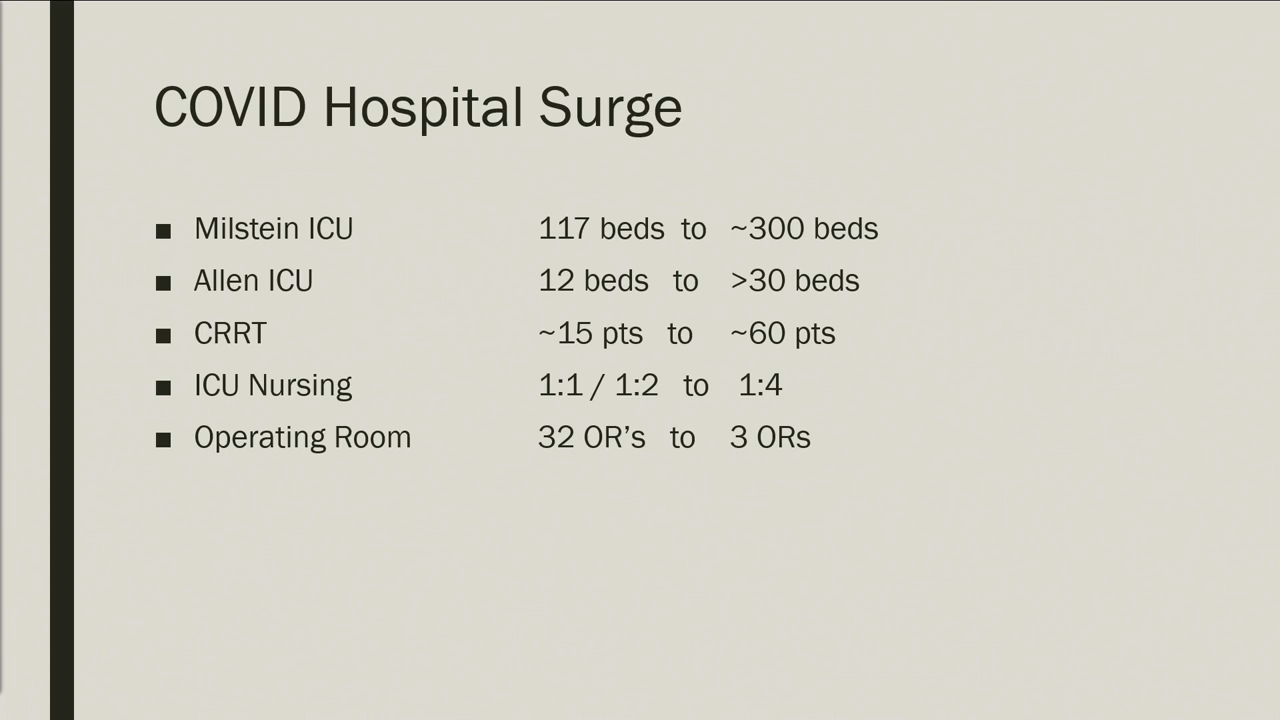 COVID Hospital Surge
■ Milstein ICU 117 beds to ~300 beds
■ Allen ICU 12 beds to >30 beds
■ CRRT ~15 pts to ~60 pts
■ ICU Nursing 1:1 / 1:2 to 1:4
■ Operating Room 32 OR’s to 3 ORs